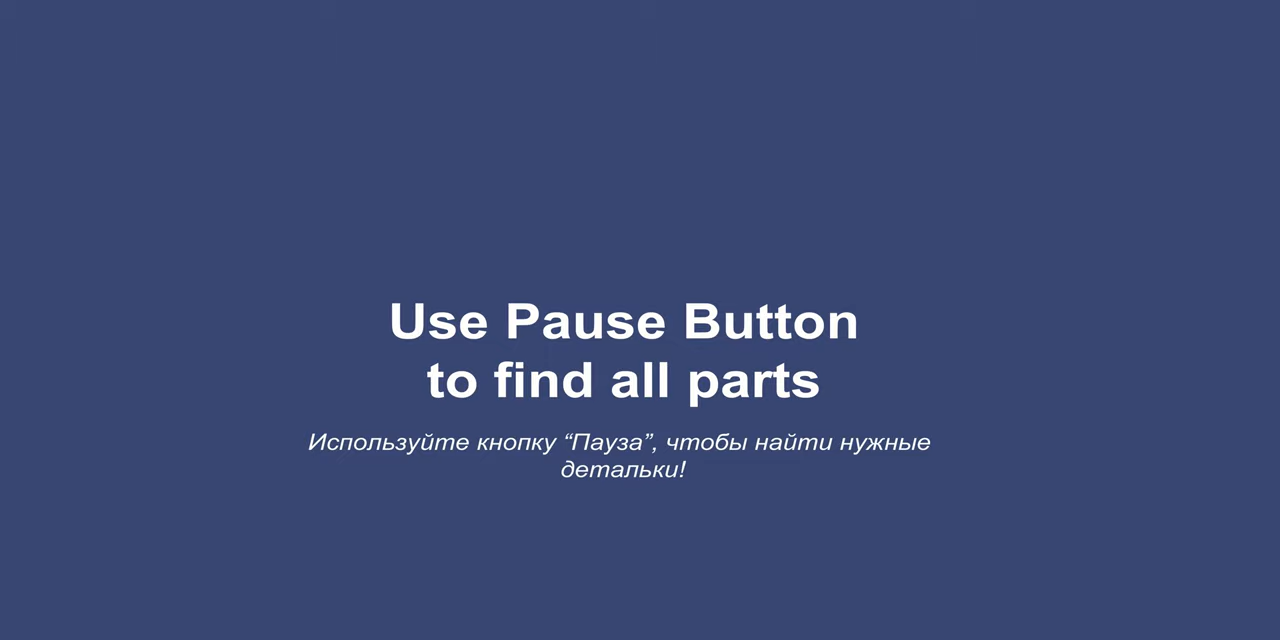 Use Pause Button
to find all parts
Используйте кнопку “Пауза”, чтобы найти нужные
детальки!